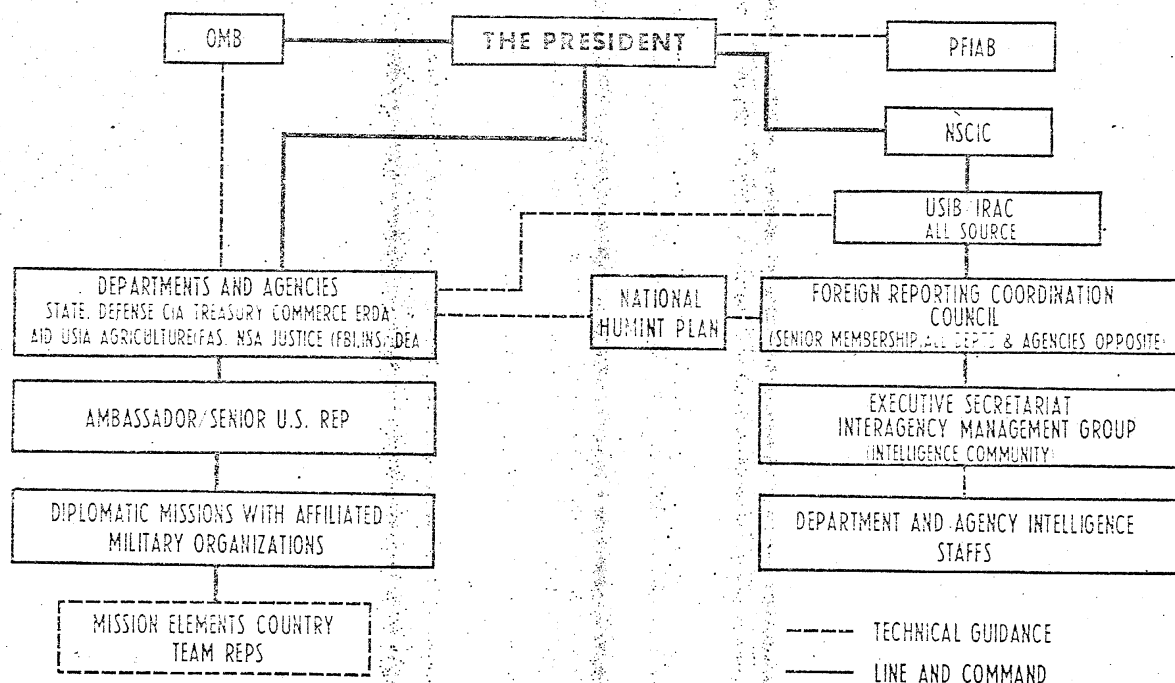 OMB
THE PRESIDENT
PFIAB
NSCIC
USIB/IRAC
ALL SOURCE
DEPARTMENTS AND AGENCIES
STATE, DEFENSE CIA TREASURY COMMERCE ERDA,
AID USIA AGRICULTURE(FAS, NSA JUSTICE (FBI,INS,)DEA
NATIONAL
HUMINT PLAN
FOREIGN REPORTING COORDINATION
COUNCIL
(SENIOR MEMBERSHIP, ALL DEPTS & AGENCIES OPPOSITE)
AMBASSADOR/SENIOR U.S. REP
EXECUTIVE SECRETARIAT
INTERAGENCY MANAGEMENT GROUP
(INTELLIGENCE COMMUNITY)
DIPLOMATIC MISSIONS WITH AFFILIATED
MILITARY ORGANIZATIONS
DEPARTMENT AND AGENCY INTELLIGENCE
STAFFS
MISSION ELEMENTS COUNTRY
TEAM REPS
TECHNICAL GUIDANCE
LINE AND COMMAND